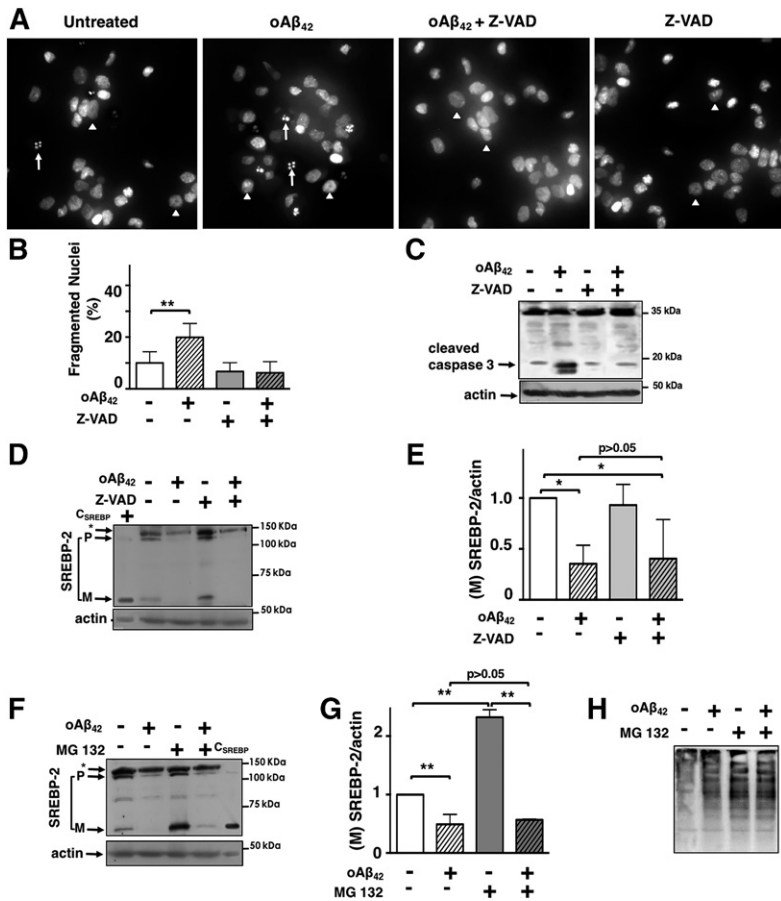 A
Untreated
oAβ₄₂
oAβ₄₂ + Z-VAD
Z-VAD
B
Fragmented Nuclei
(%)
40
20
0
**
oAβ₄₂ - + - +
Z-VAD - - + +
C
oAβ₄₂ - + - +
Z-VAD - - + +
35 kDa
20 kDa
cleaved
caspase 3
50 kDa
actin
D
oAβ₄₂ - + - +
Z-VAD - - + +
C_SREBP
+
SREBP-2
*
P
M
150 KDa
100 KDa
75 kDa
50 kDa
actin
E
(M) SREBP-2/actin
1.0
0.5
0
p>0.05
*
*
oAβ₄₂ - + - +
Z-VAD - - + +
F
oAβ₄₂ - + - +
MG 132 - - + + C_SREBP
SREBP-2
*
P
M
150 KDa
100 KDa
75 kDa
50 kDa
actin
G
(M) SREBP-2/actin
2
1
0
p>0.05
** **
**
oAβ₄₂ - + - +
MG 132 - - + +
H
oAβ₄₂ - + - +
MG 132 - - + +